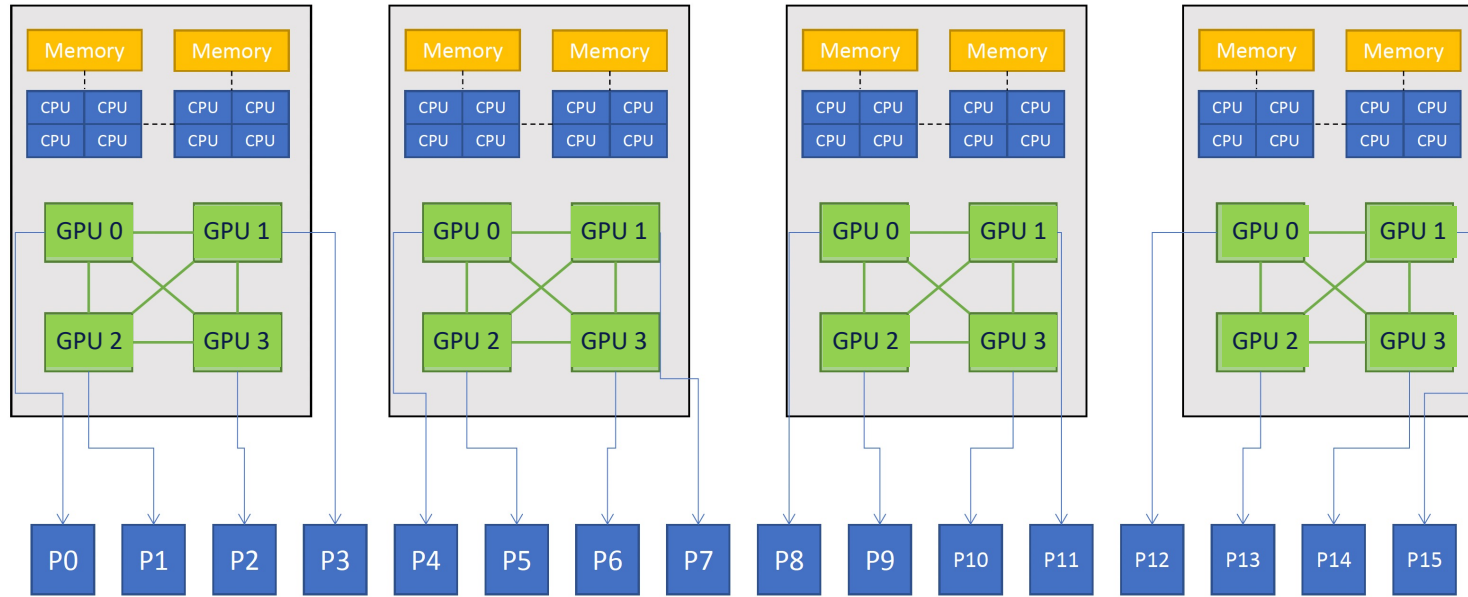 Memory Memory Memory Memory Memory Memory Memory Memory
CPU CPU CPU CPU CPU CPU CPU CPU CPU CPU CPU CPU CPU CPU CPU CPU
CPU CPU CPU CPU CPU CPU CPU CPU CPU CPU CPU CPU CPU CPU CPU CPU
GPU 0 GPU 1 GPU 0 GPU 1 GPU 0 GPU 1 GPU 0 GPU 1
GPU 2 GPU 3 GPU 2 GPU 3 GPU 2 GPU 3 GPU 2 GPU 3
P0 P1 P2 P3 P4 P5 P6 P7 P8 P9 P10 P11 P12 P13 P14 P15